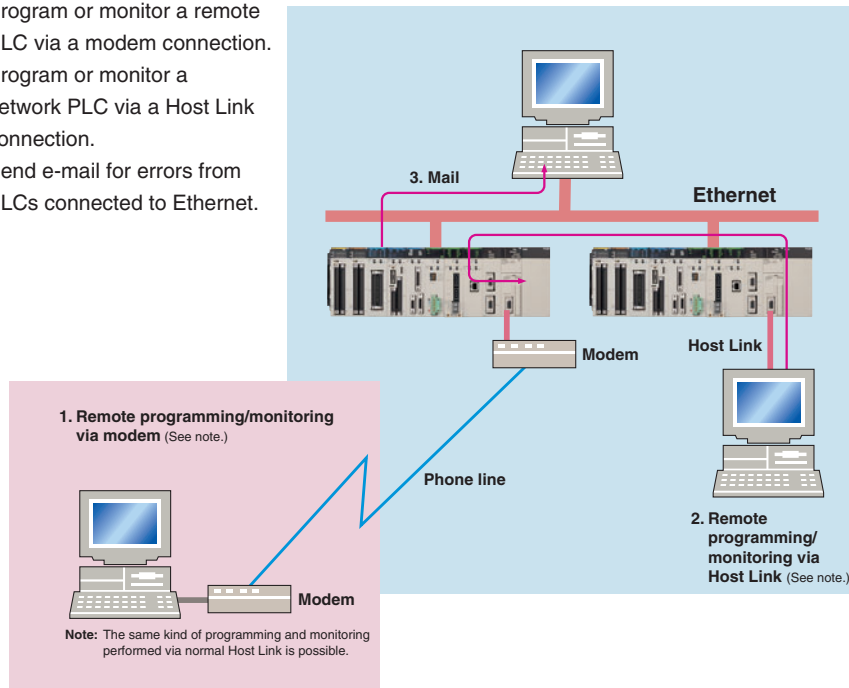 rogram or monitor a remote
LC via a modem connection.
rogram or monitor a
etwork PLC via a Host Link
onnection.
end e-mail for errors from
LCs connected to Ethernet.
3. Mail
Ethernet
Modem
Host Link
1. Remote programming/monitoring
via modem (See note.)
Phone line
2. Remote
programming/
monitoring via
Host Link (See note.)
Modem
Note: The same kind of programming and monitoring
performed via normal Host Link is possible.